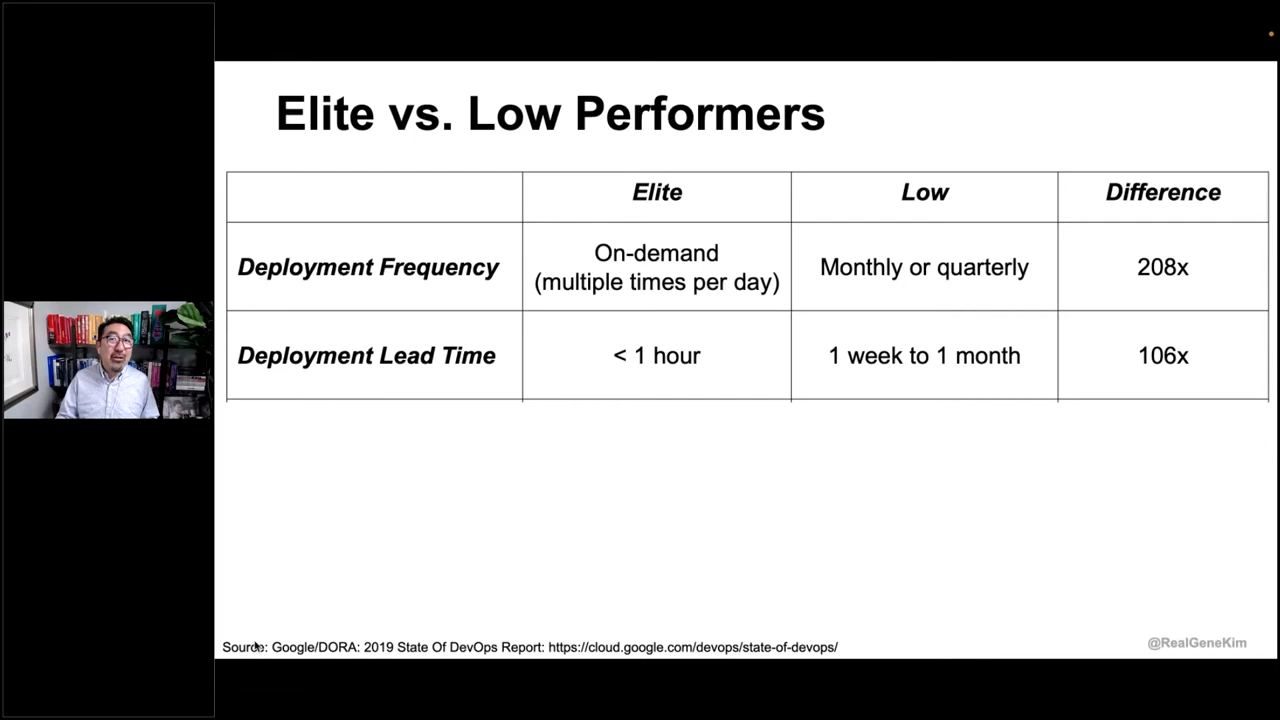 Elite vs. Low Performers
Elite
Low
Difference
Deployment Frequency
On-demand
(multiple times per day)
Monthly or quarterly
208x
Deployment Lead Time
< 1 hour
1 week to 1 month
106x
Source: Google/DORA: 2019 State Of DevOps Report: https://cloud.google.com/devops/state-of-devops/
@RealGeneKim